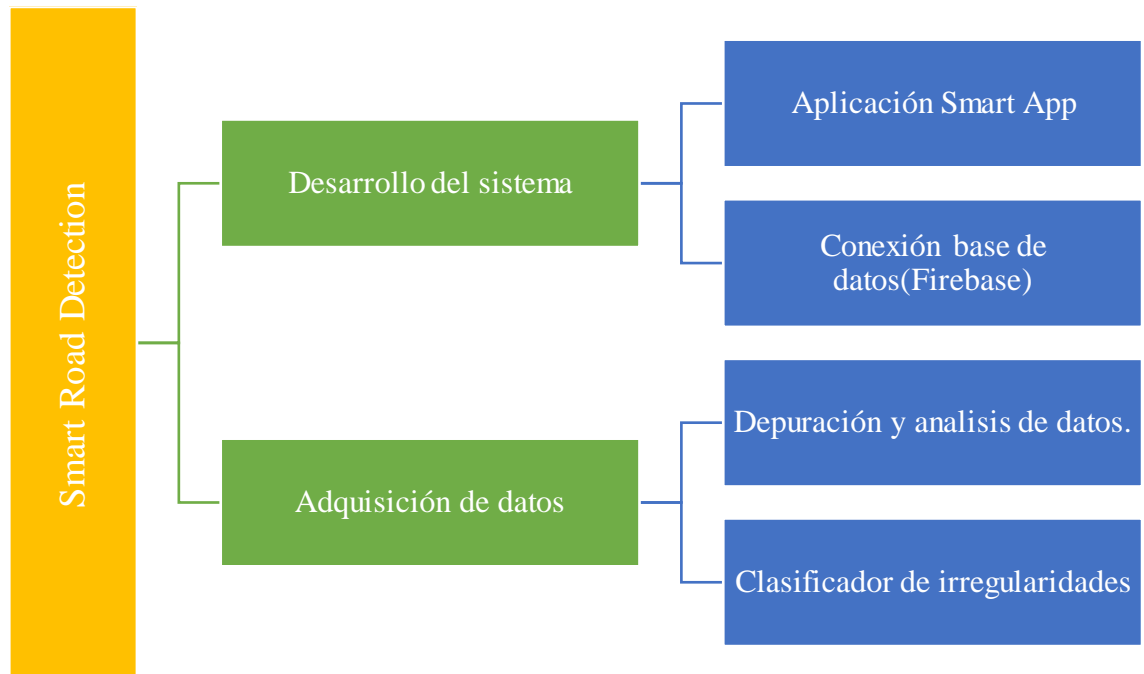 Smart Road Detection
Desarrollo del sistema
Aplicación Smart App
Conexión base de
datos(Firebase)
Adquisición de datos
Depuración y analisis de datos.
Clasificador de irregularidades